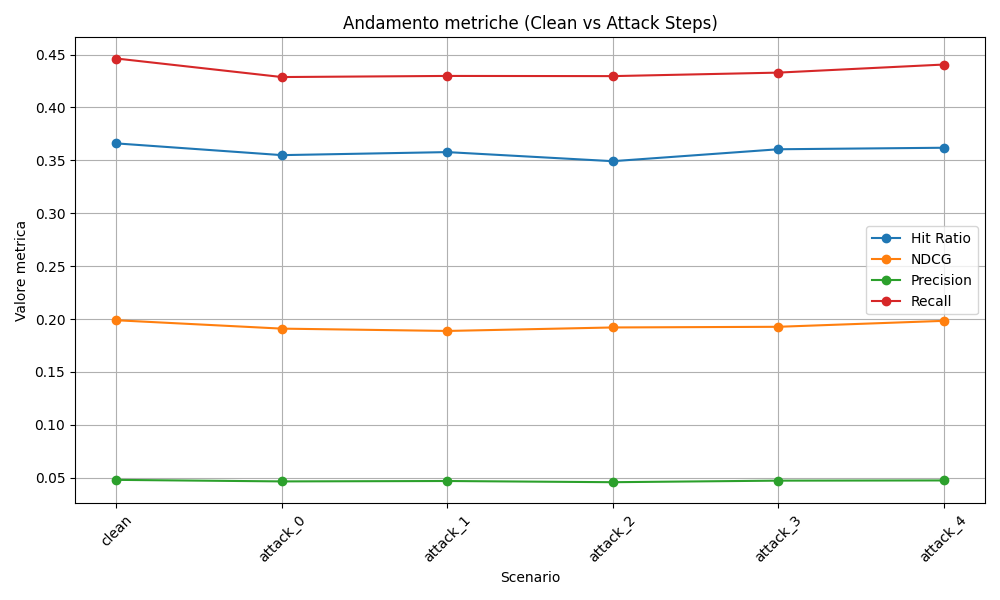 Andamento metriche (Clean vs Attack Steps)
Valore metrica
0.45
0.40
0.35
0.30
0.25
0.20
0.15
0.10
0.05
Hit Ratio
NDCG
Precision
Recall
clean
attack_0
attack_1
attack_2
attack_3
attack_4
Scenario